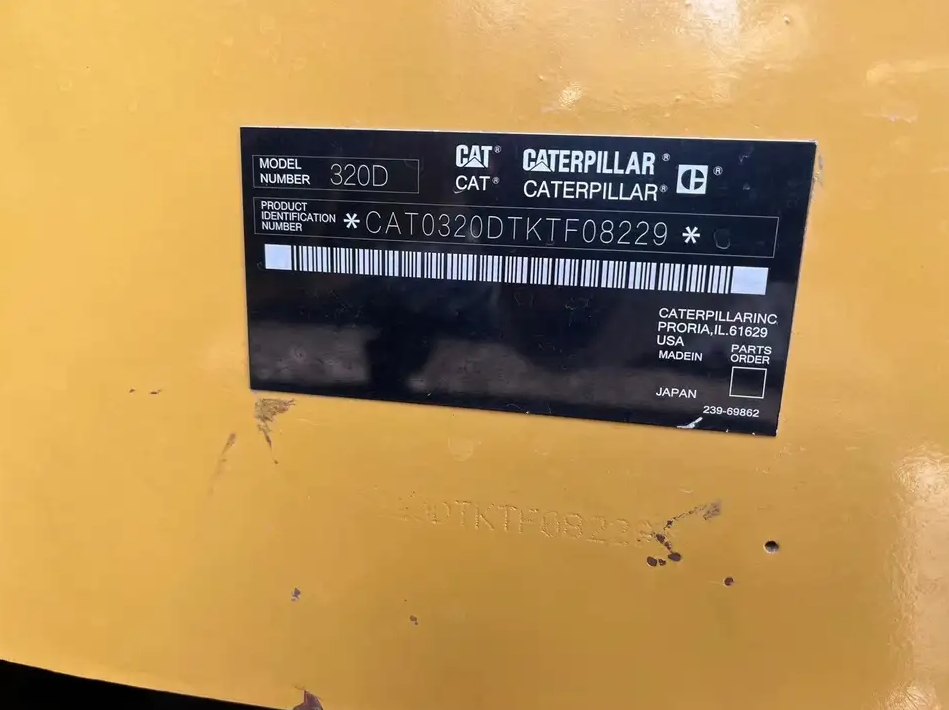 MODEL NUMBER 320D
CAT® CATERPILLAR®
CAT® CATERPILLAR®
PRODUCT IDENTIFICATION NUMBER *CAT0320DTKTF08229*
CATERPILLARINC
PRORIA,IL.61629
USA
MADEIN
JAPAN
PARTS
ORDER
239-69862
DTKTF0823